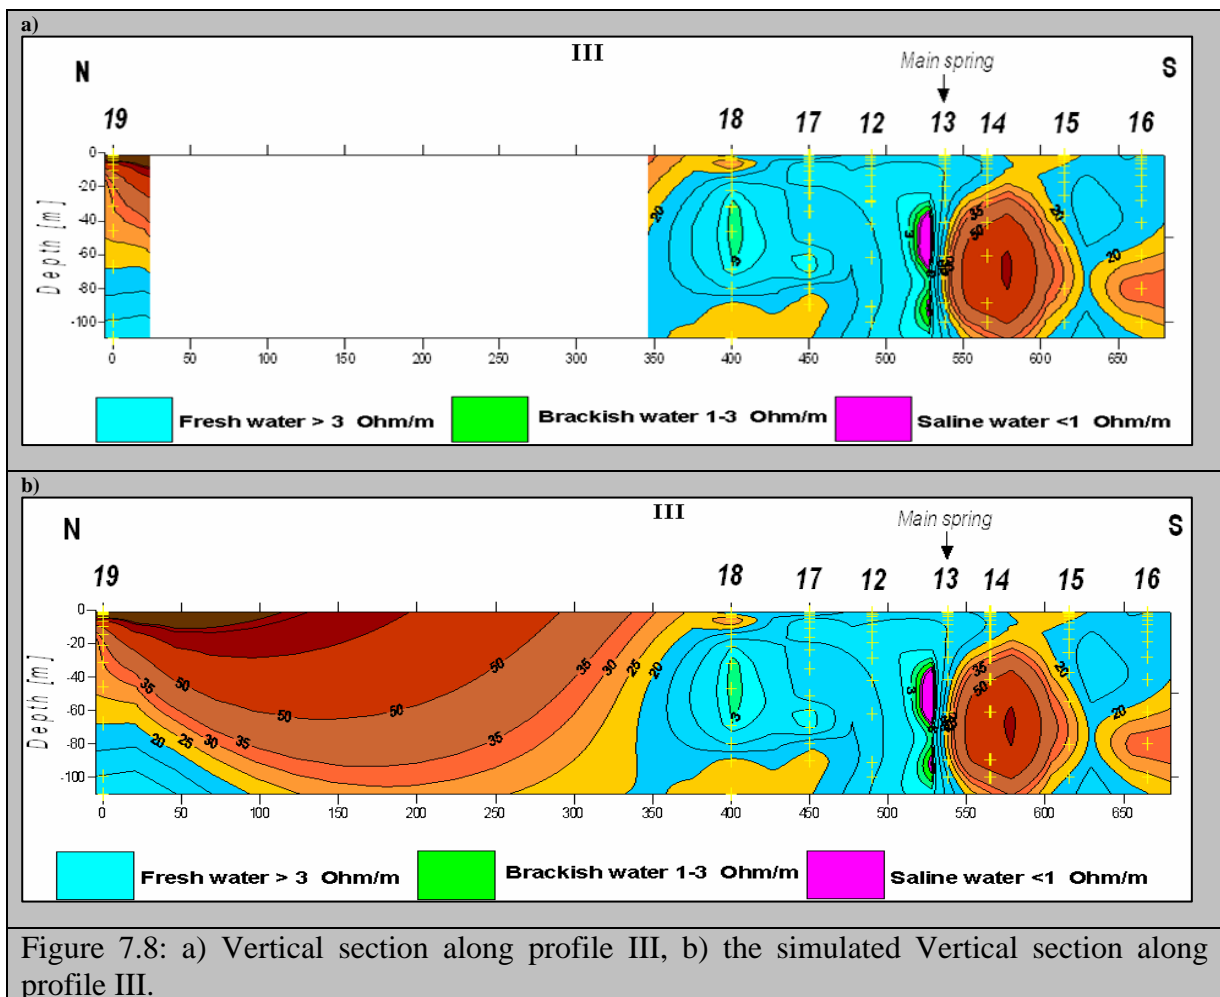 a)
III
N
Main spring
S
19 18 17 12 13 14 15 16
0
-20
-40
-60
-80
-100
Depth [m]
20 3 3 35 50 20 20
0 50 100 150 200 250 300 350 400 450 500 550 600 650
Fresh water > 3 Ohm/m Brackish water 1-3 Ohm/m Saline water <1 Ohm/m
b)
III
N
Main spring
S
19 18 17 12 13 14 15 16
0
-20
-40
-60
-80
-100
Depth [m]
35 50 50 50 50 35 30 25 20 3 3 35 50 20 20
20 25 30 35 35
0 50 100 150 200 250 300 350 400 450 500 550 600 650
Fresh water > 3 Ohm/m Brackish water 1-3 Ohm/m Saline water <1 Ohm/m
Figure 7.8: a) Vertical section along profile III, b) the simulated Vertical section along
profile III.